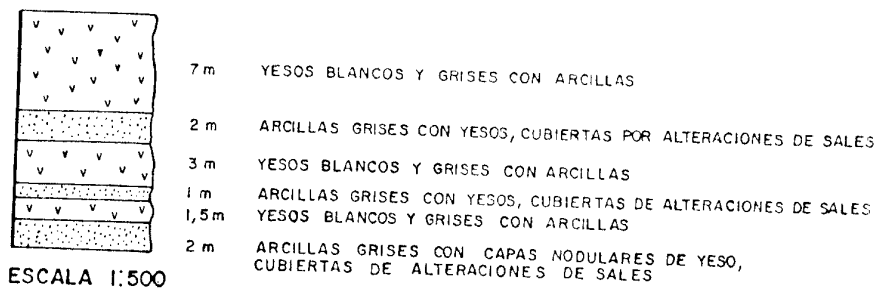 7 m YESOS BLANCOS Y GRISES CON ARCILLAS
2 m ARCILLAS GRISES CON YESOS, CUBIERTAS POR ALTERACIONES DE SALES
3 m YESOS BLANCOS Y GRISES CON ARCILLAS
1 m ARCILLAS GRISES CON YESOS, CUBIERTAS DE ALTERACIONES DE SALES
1,5 m YESOS BLANCOS Y GRISES CON ARCILLAS
2 m ARCILLAS GRISES CON CAPAS NODULARES DE YESO,
CUBIERTAS DE ALTERACIONES DE SALES
ESCALA 1:500